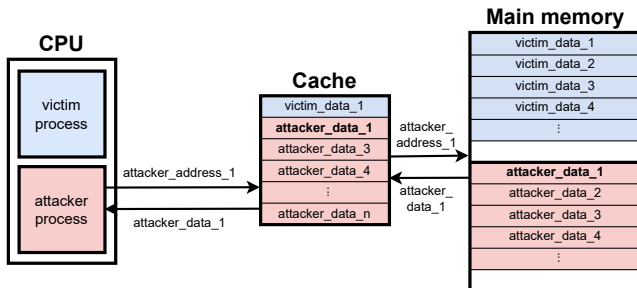 CPU
victim
process
attacker
process
attacker_address_1
attacker_data_1
Cache
victim_data_1
attacker_data_1
attacker_data_3
attacker_data_4
⋮
attacker_data_n
attacker_
address_1
attacker_
data_1
Main memory
victim_data_1
victim_data_2
victim_data_3
victim_data_4
⋮
attacker_data_1
attacker_data_2
attacker_data_3
attacker_data_4
⋮